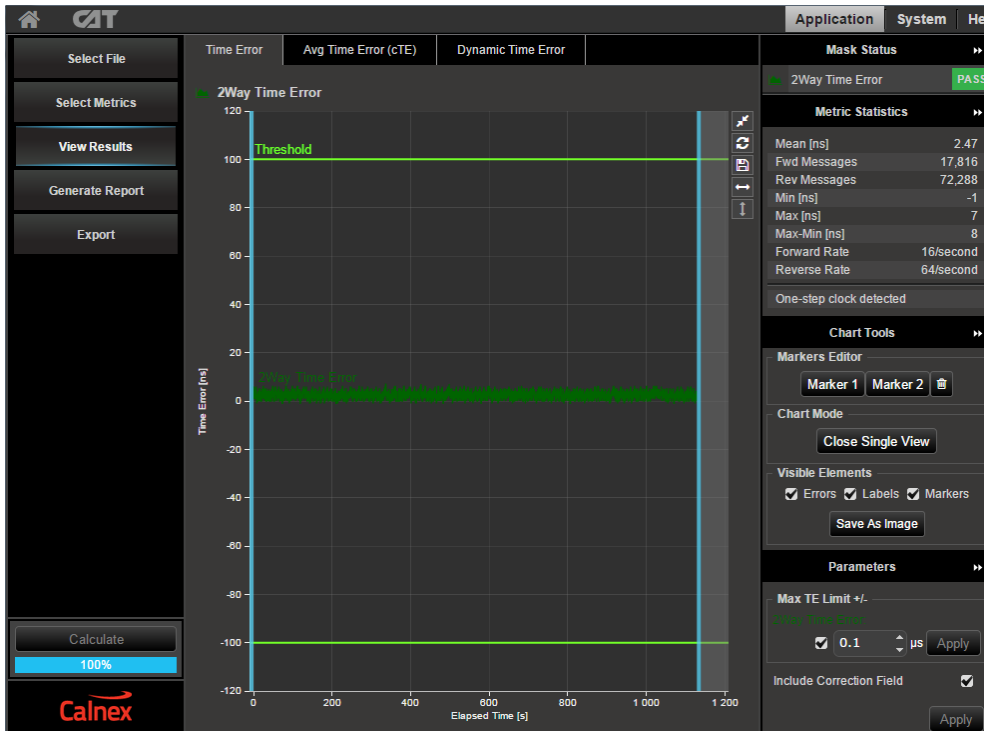 CAT
Application System He
Select File
Select Metrics
View Results
Generate Report
Export
Calculate
100%
Calnex
Time Error Avg Time Error (cTE) Dynamic Time Error
2Way Time Error
120
Threshold
100
80
60
40
20
2Way Time Error
0
-20
-40
-60
-80
-100
-120
Time Error [ns]
0 200 400 600 800 1 000 1 200
Elapsed Time [s]
Mask Status
2Way Time Error PASS
Metric Statistics
Mean [ns] 2.47
Fwd Messages 17,816
Rev Messages 72,288
Min [ns] -1
Max [ns] 7
Max-Min [ns] 8
Forward Rate 16/second
Reverse Rate 64/second
One-step clock detected
Chart Tools
Markers Editor
Marker 1 Marker 2
Chart Mode
Close Single View
Visible Elements
Errors Labels Markers
Save As Image
Parameters
Max TE Limit +/-
2Way Time Error
0.1 µs Apply
Include Correction Field
Apply